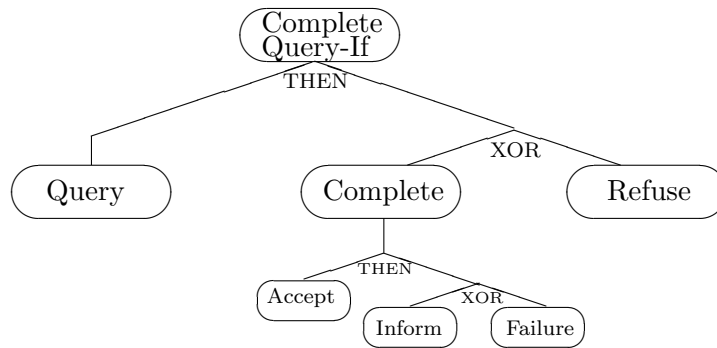 Complete
Query-If
THEN
XOR
Query
Complete
Refuse
THEN
Accept
XOR
Inform
Failure